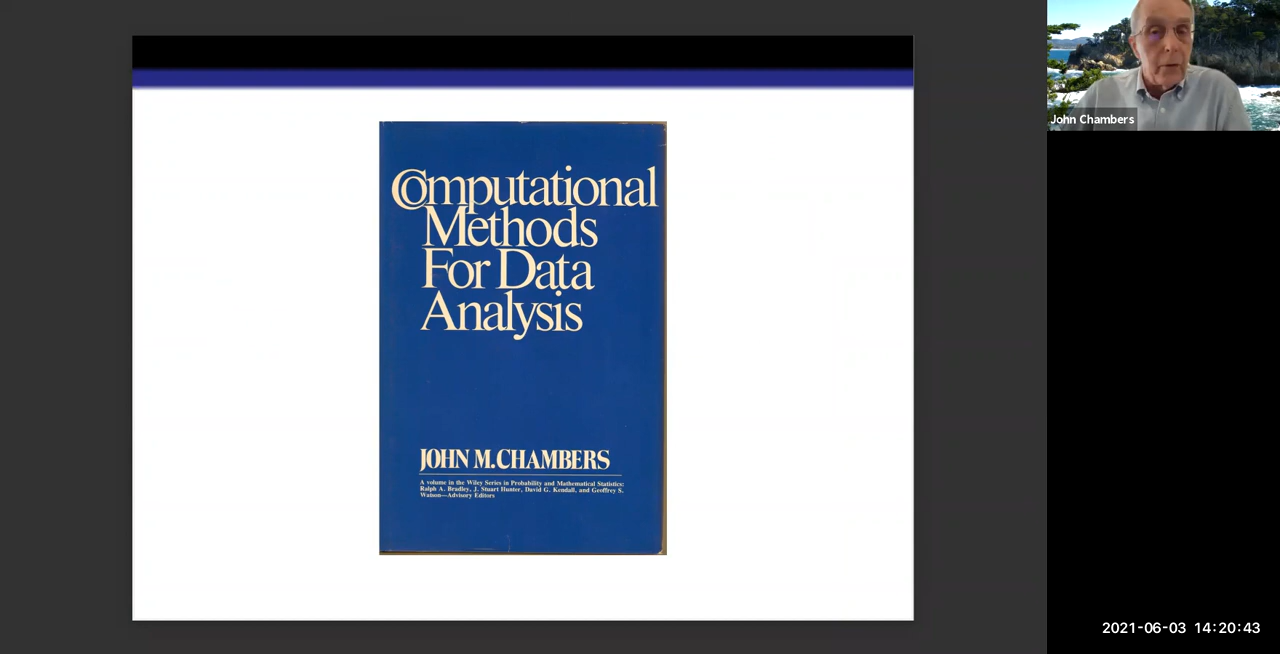 Computational
Methods
For Data
Analysis
JOHN M. CHAMBERS
A volume in the Wiley Series in Probability and Mathematical Statistics:
Ralph A. Bradley, J. Stuart Hunter, David G. Kendall, and Geoffrey S.
Watson—Advisory Editors
John Chambers
2021-06-03 14:20:43